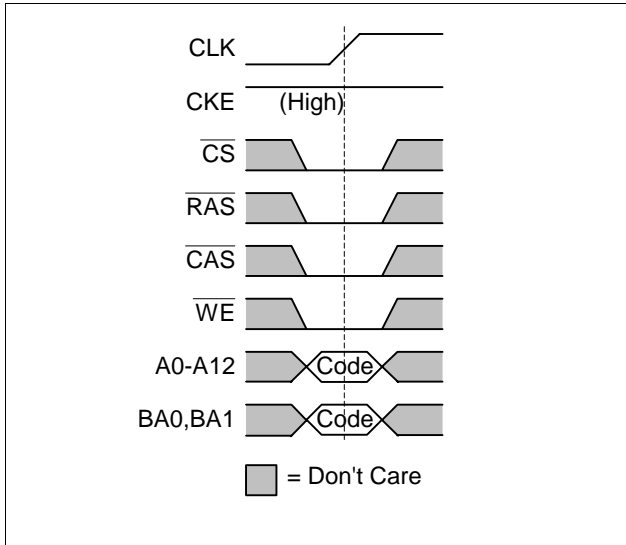 CLK
CKE (High)
CS
RAS
CAS
WE
A0-A12 Code
BA0,BA1 Code
= Don't Care